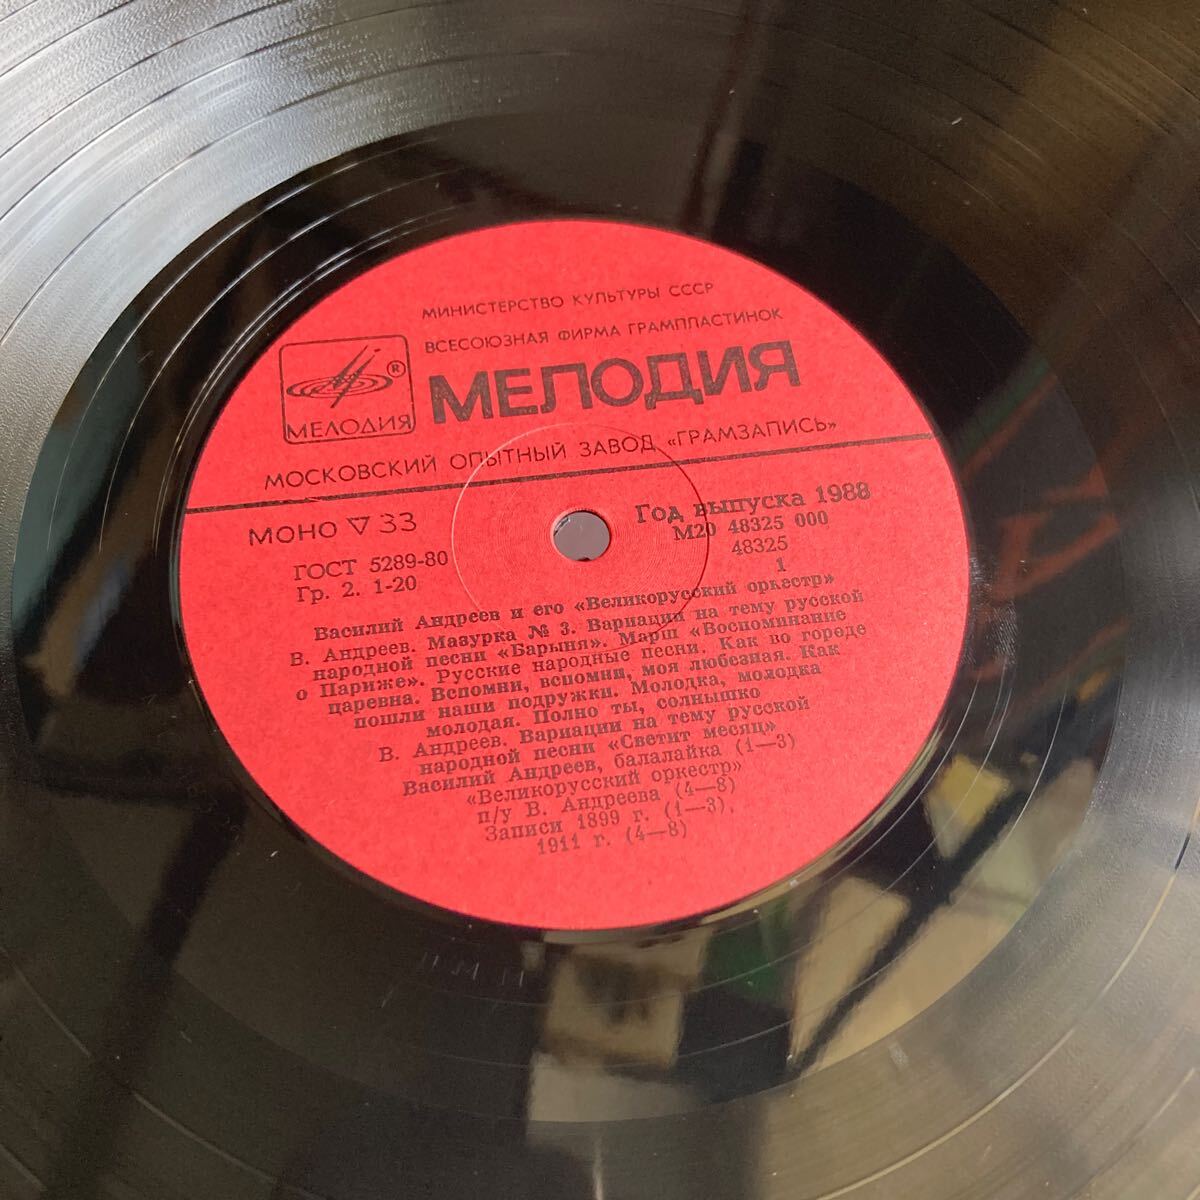 МИНИСТЕРСТВО КУЛЬТУРЫ СССР
ВСЕСОЮЗНАЯ ФИРМА ГРАМПЛАСТИНОК
®
МЕЛОДИЯ
МЕЛОДИЯ
МОСКОВСКИЙ ОПЫТНЫЙ ЗАВОД «ГРАМЗАПИСЬ»
МОНО 33
Год выпуска 1988
ГОСТ 5289-80
М20 48325 000
Гр. 2. 1-20
48325
1
Василий Андреев и его «Великорусский оркестр»
В. Андреев. Мазурка № 3. Вариации на тему русской
народной песни «Барыня». Марш «Воспоминание
о Париже». Русские народные песни. Как во городе
царевна. Вспомни, вспомни, моя любезная. Как
пошли наши подружки. Молодка, молодка
молодая. Полно ты, солнышко
В. Андреев. Вариации на тему русской
народной песни «Светит месяц»
Василий Андреев, балалайка (1—3)
«Великорусский оркестр»
п/у В. Андреева (4—8)
Записи 1899 г. (1—3),
1911 г. (4—8)